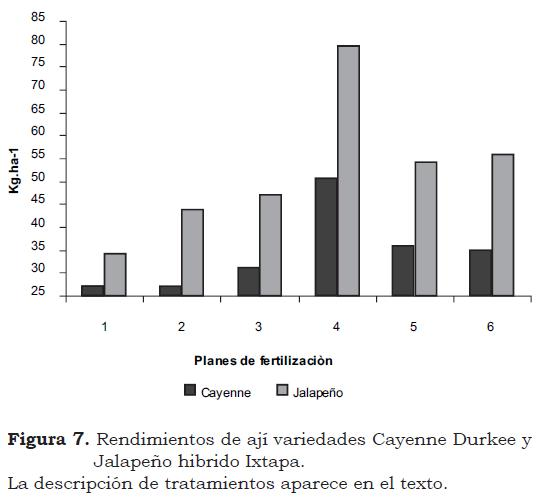 85
80
75
70
65
60
55
50
45
40
35
30
25
Kg.ha-1
1 2 3 4 5 6
Planes de fertilizaciòn
Cayenne Jalapeño
Figura 7. Rendimientos de ají variedades Cayenne Durkee y
Jalapeño hibrido Ixtapa.
La descripción de tratamientos aparece en el texto.